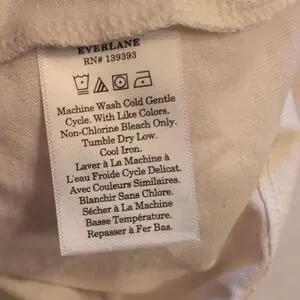 EVERLANE
RN# 139393
Machine Wash Cold Gentle
Cycle. With Like Colors.
Non-Chlorine Bleach Only.
Tumble Dry Low.
Cool Iron.
Laver à La Machine à
L'eau Froide Cycle Delicat.
Avec Couleurs Similaires.
Blanchir Sans Chlore.
Sécher à La Machine
Basse Température.
Repasser à Fer Bas.